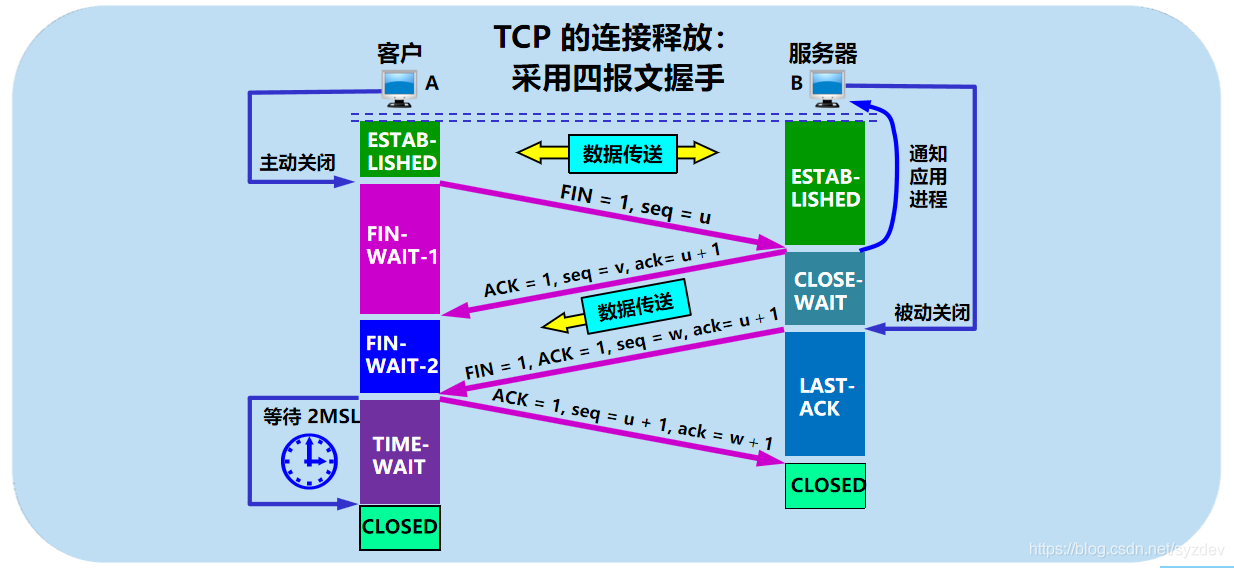 TCP 的连接释放：
采用四报文握手
客户
A
服务器
B
ESTAB-
LISHED
主动关闭
数据传送
ESTAB-
LISHED
通知
应用
进程
FIN = 1, seq = u
FIN-
WAIT-1
ACK = 1, seq = v, ack= u + 1
CLOSE-
WAIT
数据传送
被动关闭
FIN-
WAIT-2
FIN = 1, ACK = 1, seq = w, ack= u + 1
LAST-
ACK
等待 2MSL
ACK = 1, seq = u + 1, ack = w + 1
TIME-
WAIT
CLOSED
CLOSED
https://blog.csdn.net/syzdev